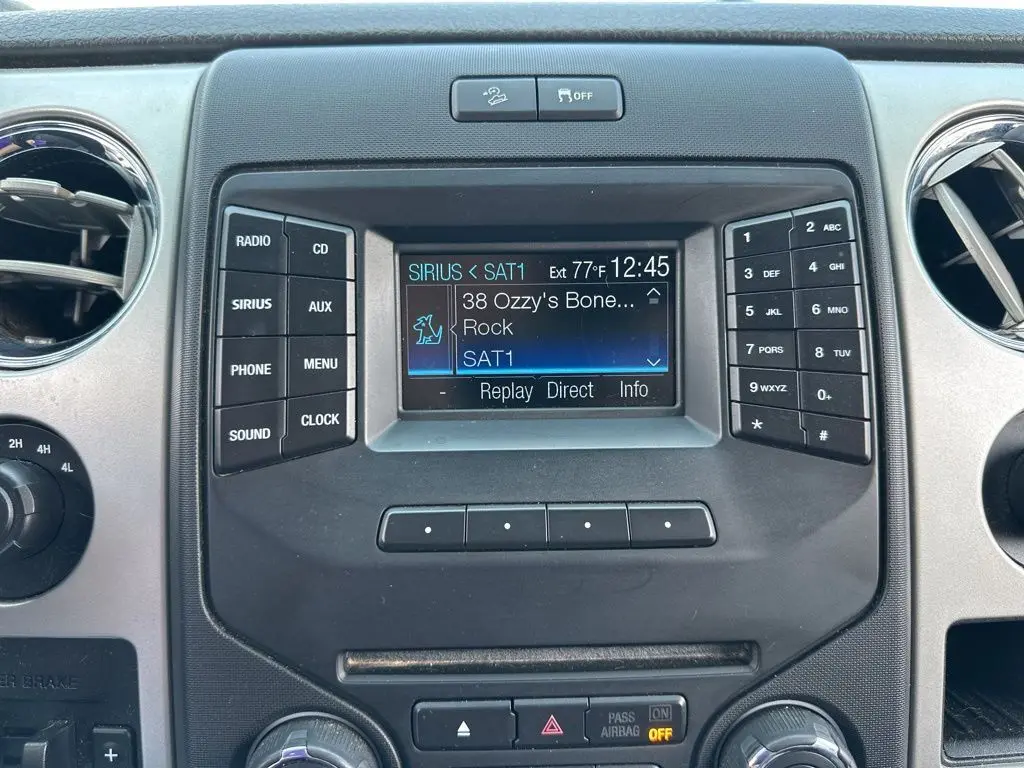 OFF
RADIO
CD
SIRIUS
AUX
PHONE
MENU
SOUND
CLOCK
SIRIUS < SAT1 Ext 77°F 12:45
38 Ozzy's Bone...
Rock
SAT1
- Replay Direct Info
1
2 ABC
3 DEF
4 GHI
5 JKL
6 MNO
7 PQRS
8 TUV
9 WXYZ
0+
*
#
2H
4H
4L
ER BRAKE
+
PASS AIRBAG
ON
OFF